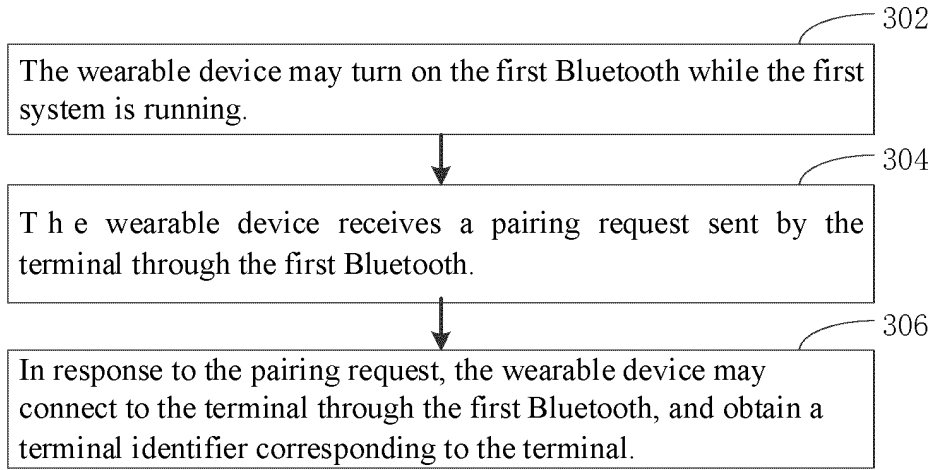 302
The wearable device may turn on the first Bluetooth while the first
system is running.
304
T h e wearable device receives a pairing request sent by the
terminal through the first Bluetooth.
306
In response to the pairing request, the wearable device may
connect to the terminal through the first Bluetooth, and obtain a
terminal identifier corresponding to the terminal.